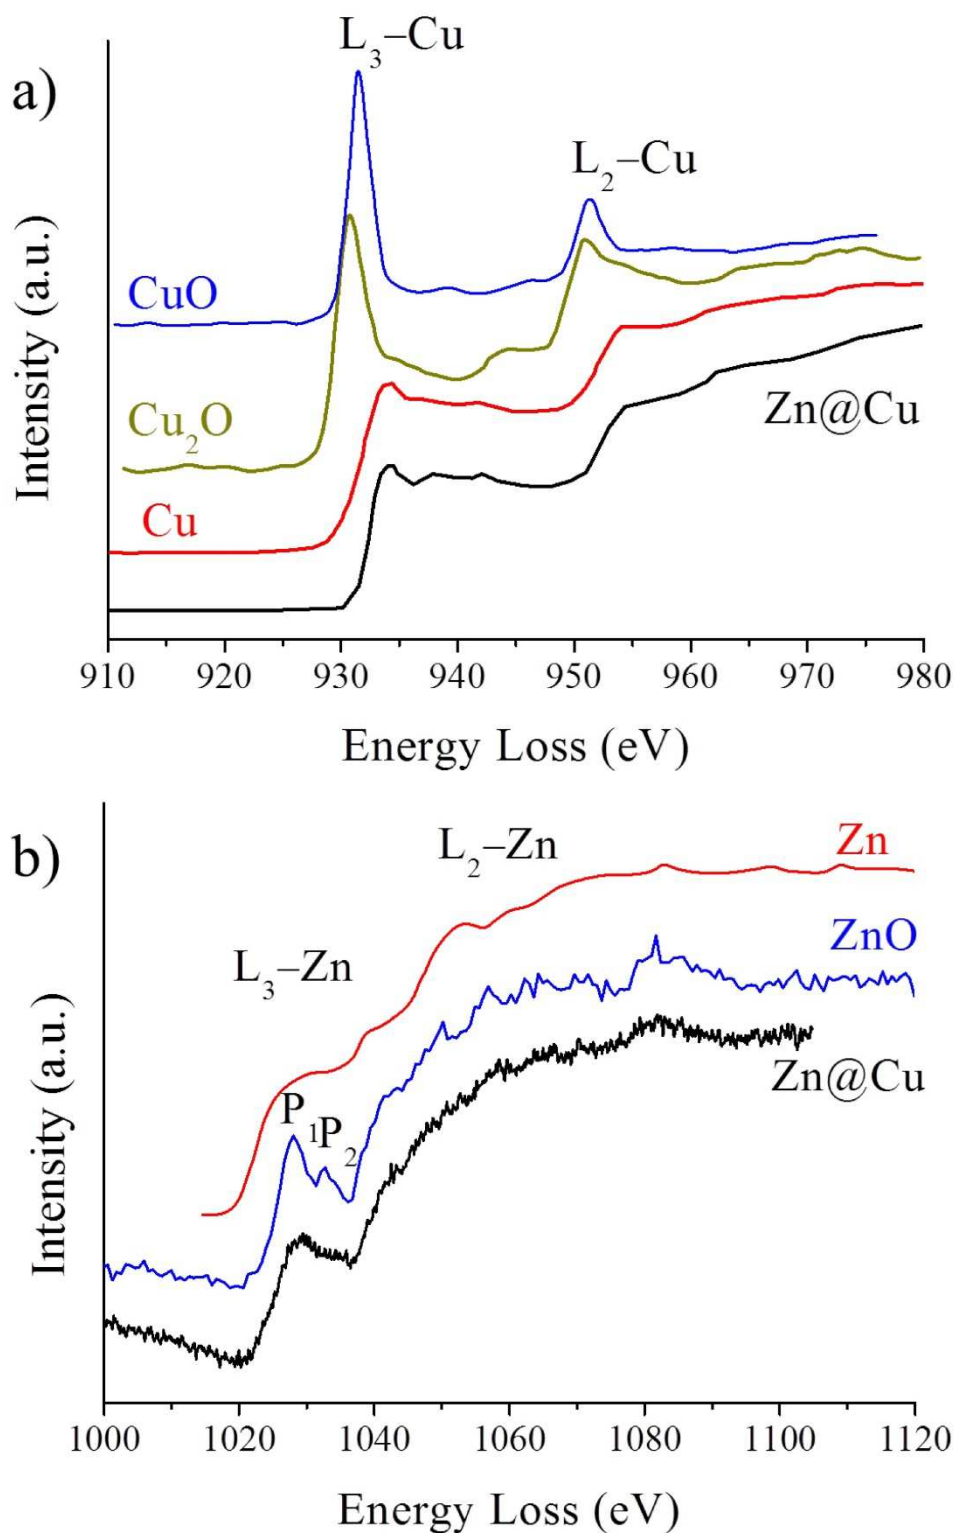 a)
L₃–Cu
L₂–Cu
CuO
Cu₂O
Cu
Zn@Cu
Intensity (a.u.)
910 920 930 940 950 960 970 980
Energy Loss (eV)
b)
L₂–Zn
Zn
L₃–Zn
ZnO
P₁P₂
Zn@Cu
Intensity (a.u.)
1000 1020 1040 1060 1080 1100 1120
Energy Loss (eV)